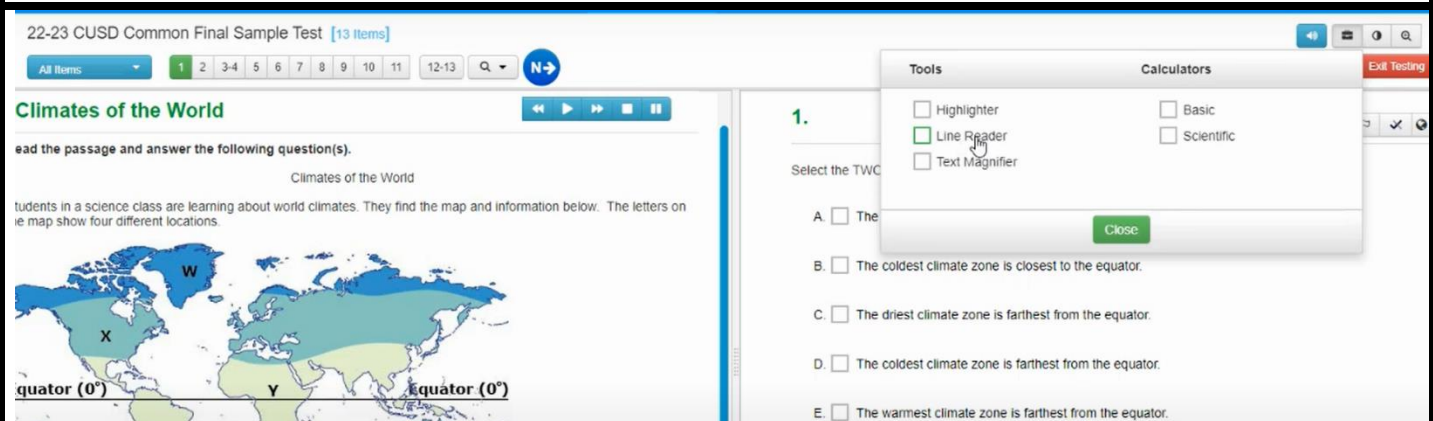 22-23 CUSD Common Final Sample Test [13 Items]
All Items
1 2 3-4 5 6 7 8 9 10 11 12-13
N→
Exit Testing
Tools
Calculators
Highlighter
Line Reader
Text Magnifier
Basic
Scientific
Close
Climates of the World
ead the passage and answer the following question(s).
Climates of the World
tudents in a science class are learning about world climates. They find the map and information below. The letters on
e map show four different locations.
W
X
Y
quator (0°)
Equator (0°)
1.
Select the TWO
A. The
B. The coldest climate zone is closest to the equator.
C. The driest climate zone is farthest from the equator.
D. The coldest climate zone is farthest from the equator.
E. The warmest climate zone is farthest from the equator.